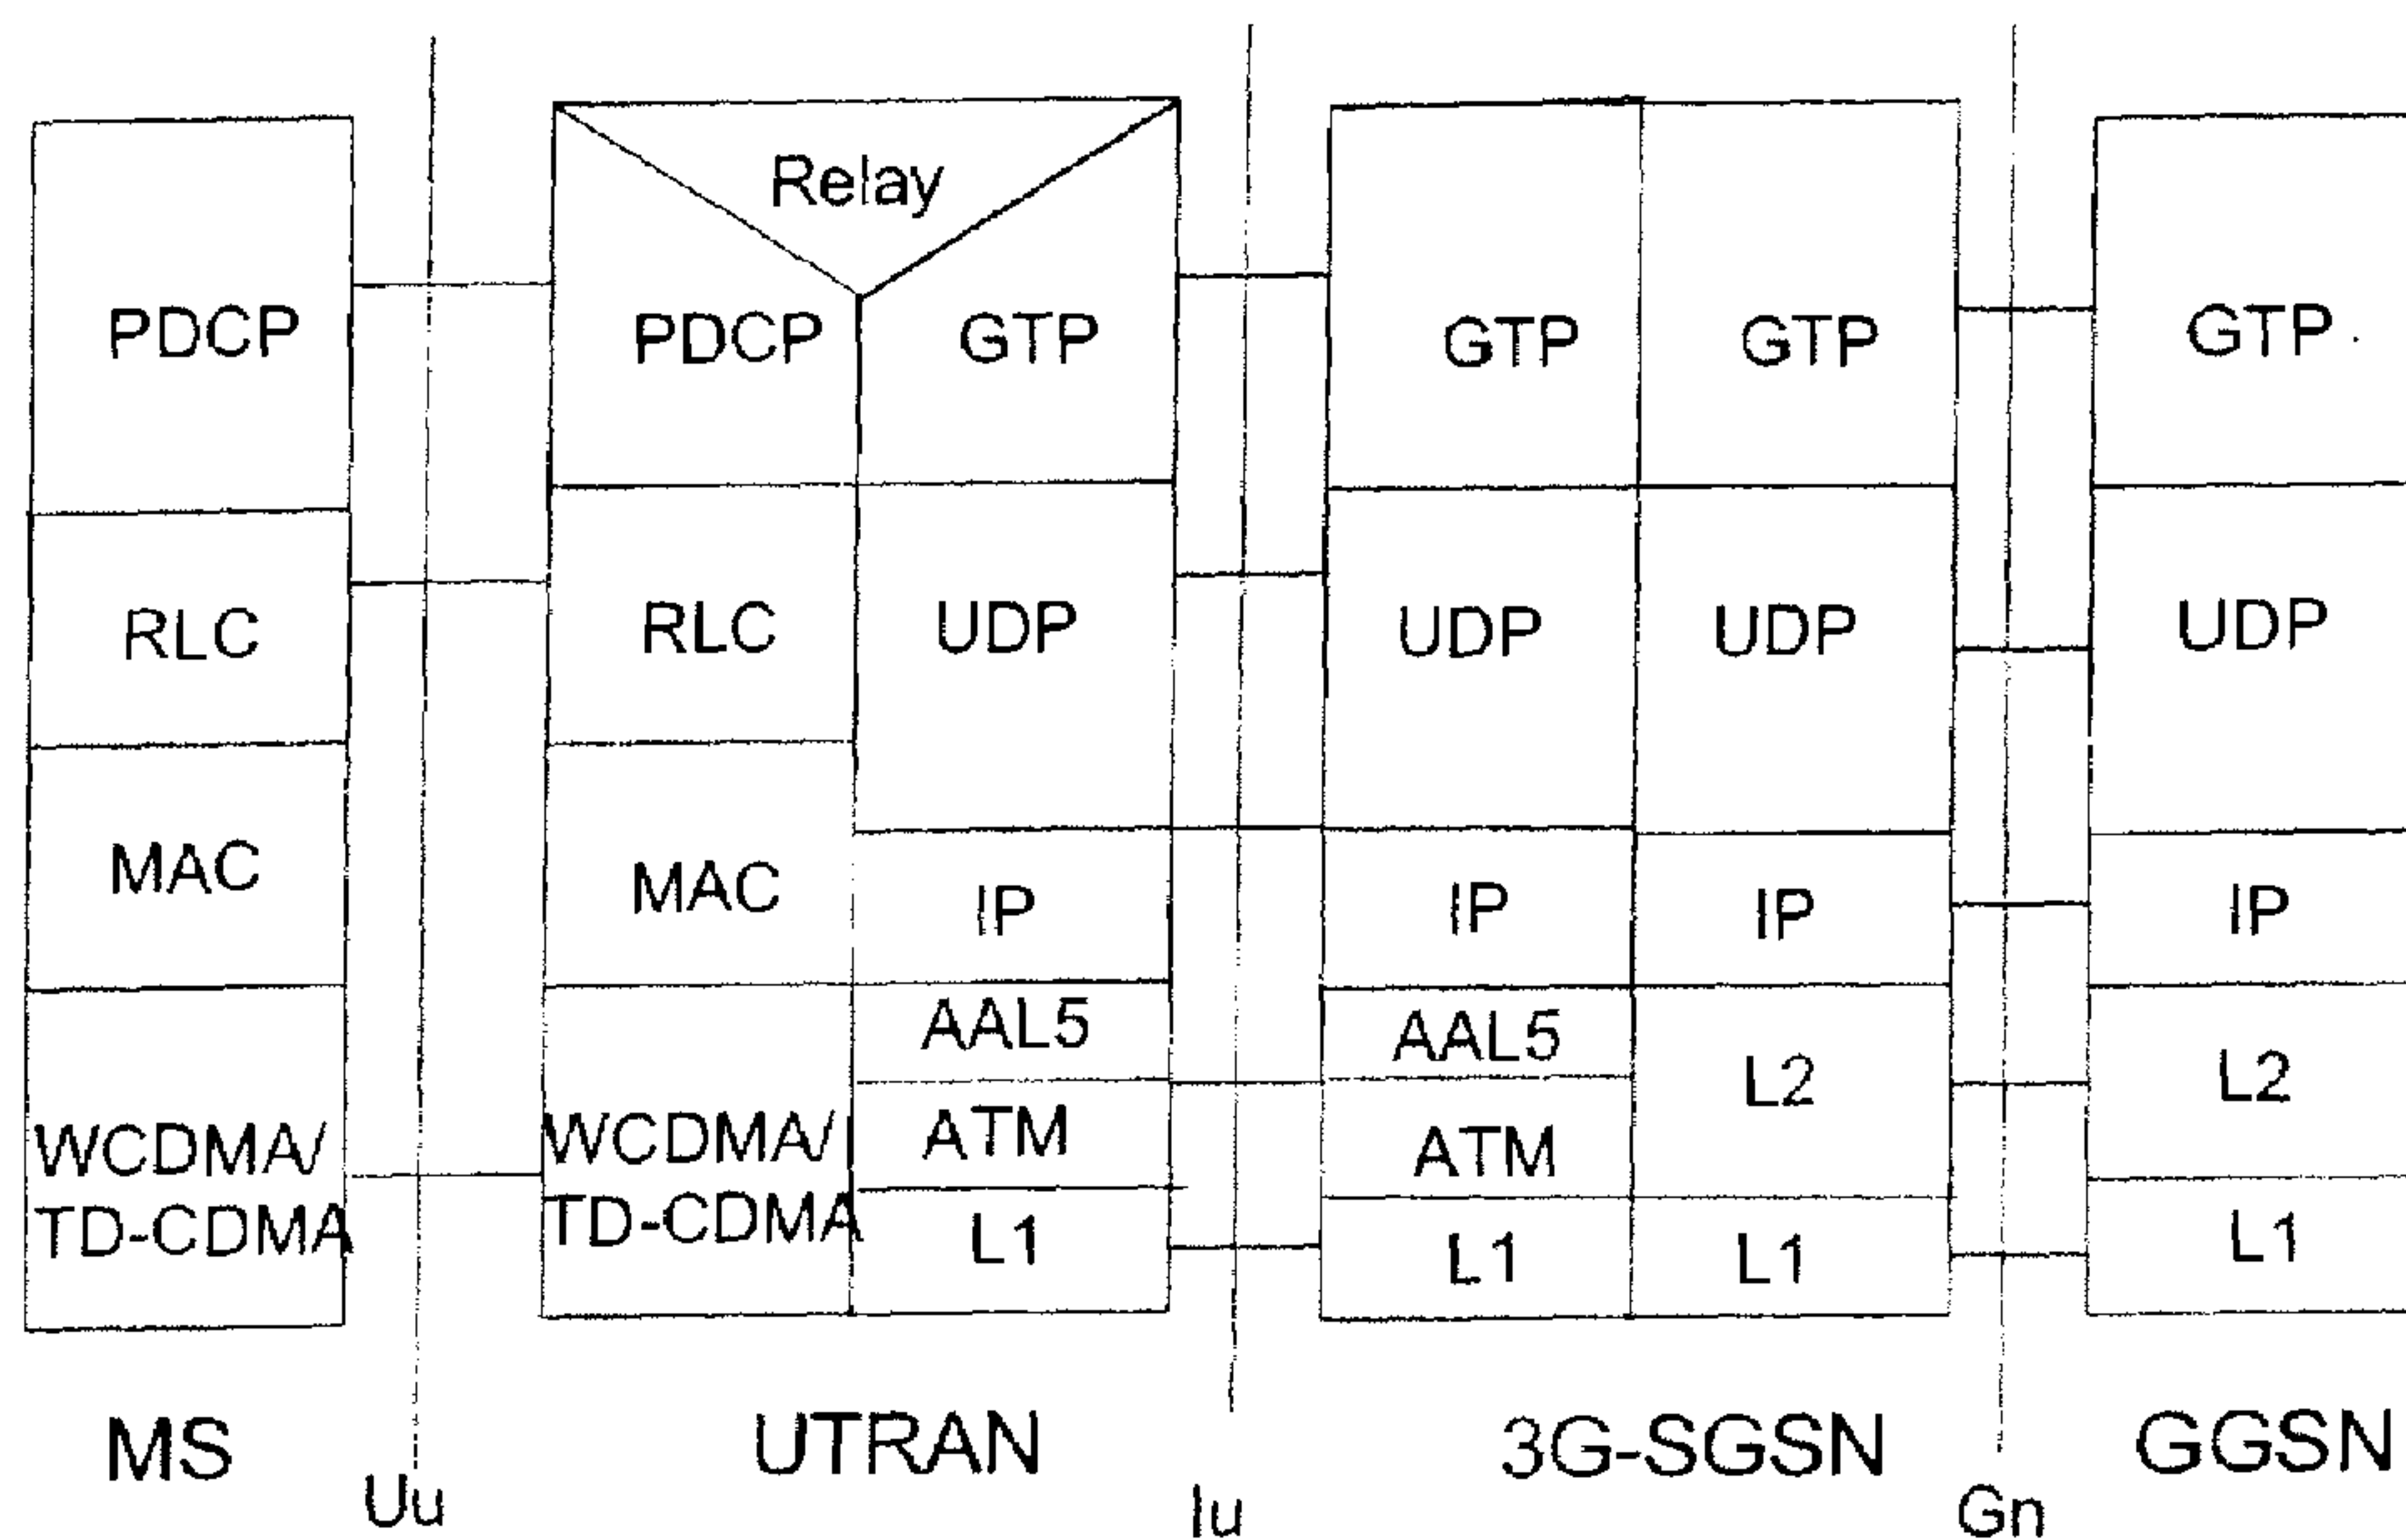 Relay
PDCP
PDCP
GTP
GTP
GTP
GTP
RLC
RLC
UDP
UDP
UDP
UDP
MAC
MAC
IP
IP
IP
IP
AAL5
AAL5
L2
L2
WCDMA/
TD-CDMA
WCDMA/
TD-CDMA
ATM
ATM
L1
L1
L1
L1
MS
UTRAN
3G-SGSN
GGSN
Uu
Iu
Gn